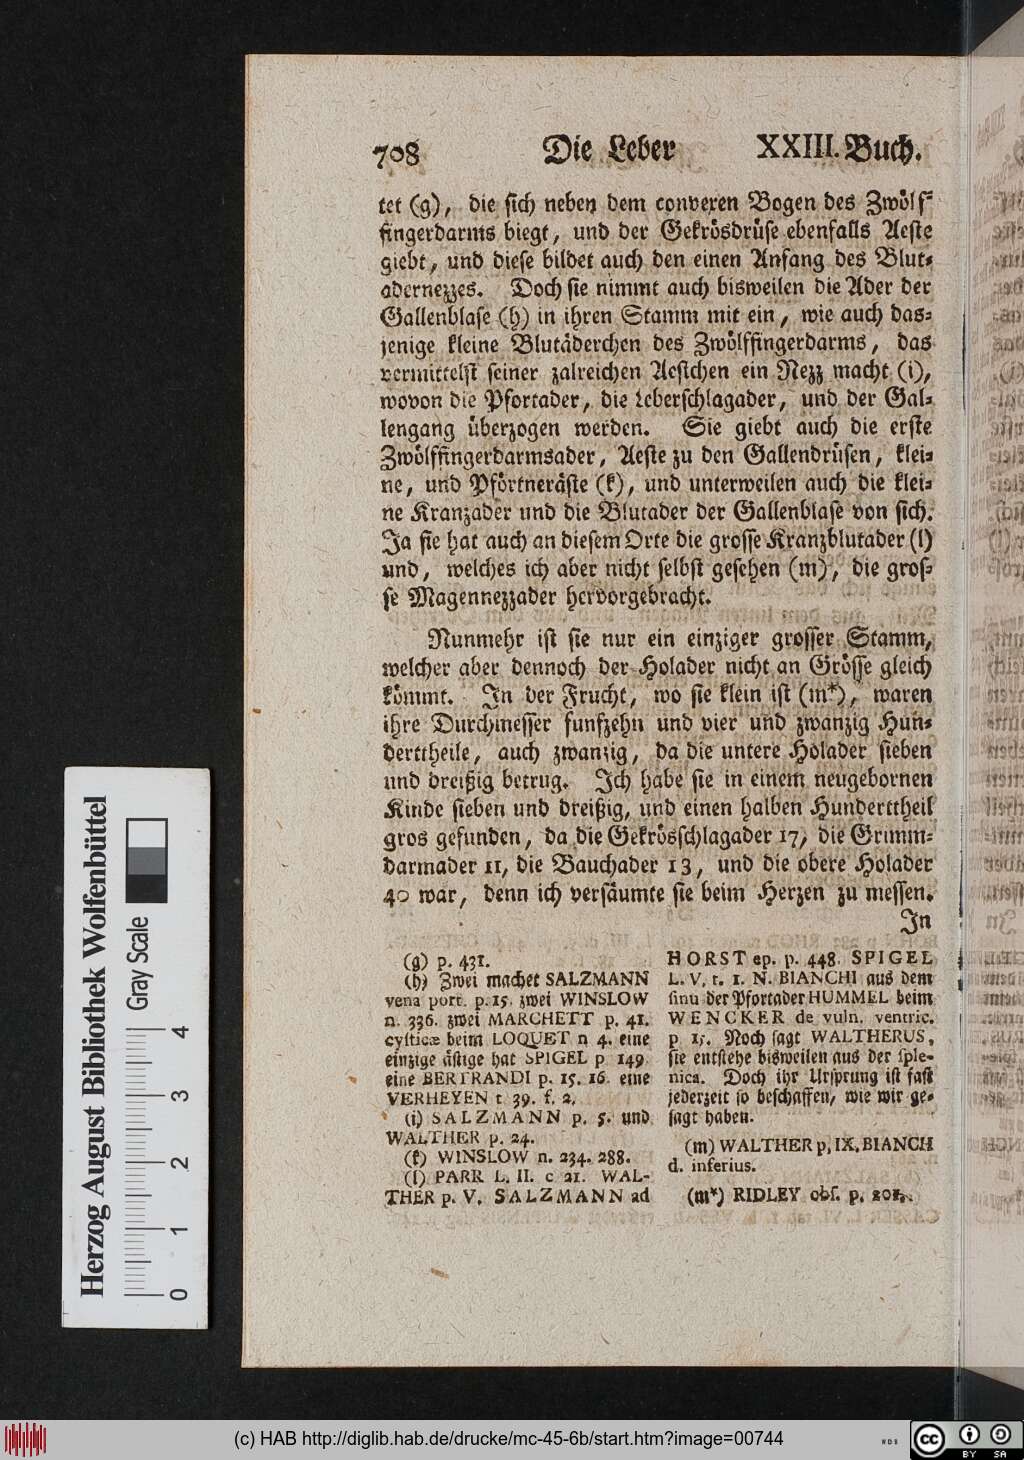 708 Die Leber XXIII. Buch.
tet (g), die sich neben dem convexen Bogen des Zwölf-
fingerdarms biegt, und der Gekrösdrüse ebenfalls Aeste
giebt, und diese bildet auch den einen Anfang des Blut-
adernezzes. Doch sie nimmt auch bisweilen die Ader der
Gallenblase (h) in ihren Stamm mit ein, wie auch das-
jenige kleine Blutäderchen des Zwölffingerdarms, das
vermittelst seiner zalreichen Aestchen ein Nezz macht (i),
wovon die Pfortader, die Leberschlagader, und der Gal-
lengang überzogen werden. Sie giebt auch die erste
Zwölffingerdarmsader, Aeste zu den Gallendrüsen, klei-
ne, und Pförtneräste (k), und unterweilen auch die klei-
ne Kranzader und die Blutader der Gallenblase von sich.
Ja sie hat auch an diesem Orte die grosse Kranzblutader (l)
und, welches ich aber nicht selbst gesehen (m), die gros-
se Magennezzader hervorgebracht.
Nunmehr ist sie nur ein einziger grosser Stamm,
welcher aber dennoch der Holader nicht an Grösse gleich
kömmt. In der Frucht, wo sie klein ist (m*), waren
ihre Durchmesser funfzehn und vier und zwanzig Hun-
derttheile, auch zwanzig, da die untere Holader sieben
und dreißig betrug. Ich habe sie in einem neugebornen
Kinde sieben und dreißig, und einen halben Hunderttheil
gros gefunden, da die Gekrösschlagader 17, die Grimm-
darmader 11, die Bauchader 13, und die obere Holader
40 war, denn ich versäumte sie beim Herzen zu messen.
In
(g) p. 431.
(h) Zwei machet SALZMANN
vena port. p. 15. zwei WINSLOW
n. 336. zwei MARCHETT p. 41.
cysticæ beim LOQUET n 4. eine
einzige ästige hat SPIGEL p 149
eine BERTRANDI p. 15. 16. eine
VERHEYEN t 39. f. 2.
(i) SALZMANN p. 5. und
WALTHER p. 24.
(k) WINSLOW n. 234. 288.
(l) PARR L. II. c 21. WAL-
THER p. V. SALZMANN ad
HORST ep. p. 448. SPIGEL
L. V. t. 1. N. BIANCHI aus dem
sinu der Pfortader HUMMEL beim
WENCKER de vuln. ventric.
p 15. Noch sagt WALTHERUS,
sie entstehe bisweilen aus der sple-
nica. Doch ihr Ursprung ist fast
jederzeit so beschaffen, wie wir ge-
sagt haben.
(m) WALTHER p, IX. BIANCH
d. inferius.
(m*) RIDLEY obs. p. 201.
Herzog August Bibliothek Wolfenbüttel
Gray Scale
0 1 2 3 4
(c) HAB http://diglib.hab.de/drucke/mc-45-6b/start.htm?image=00744
cc BY SA